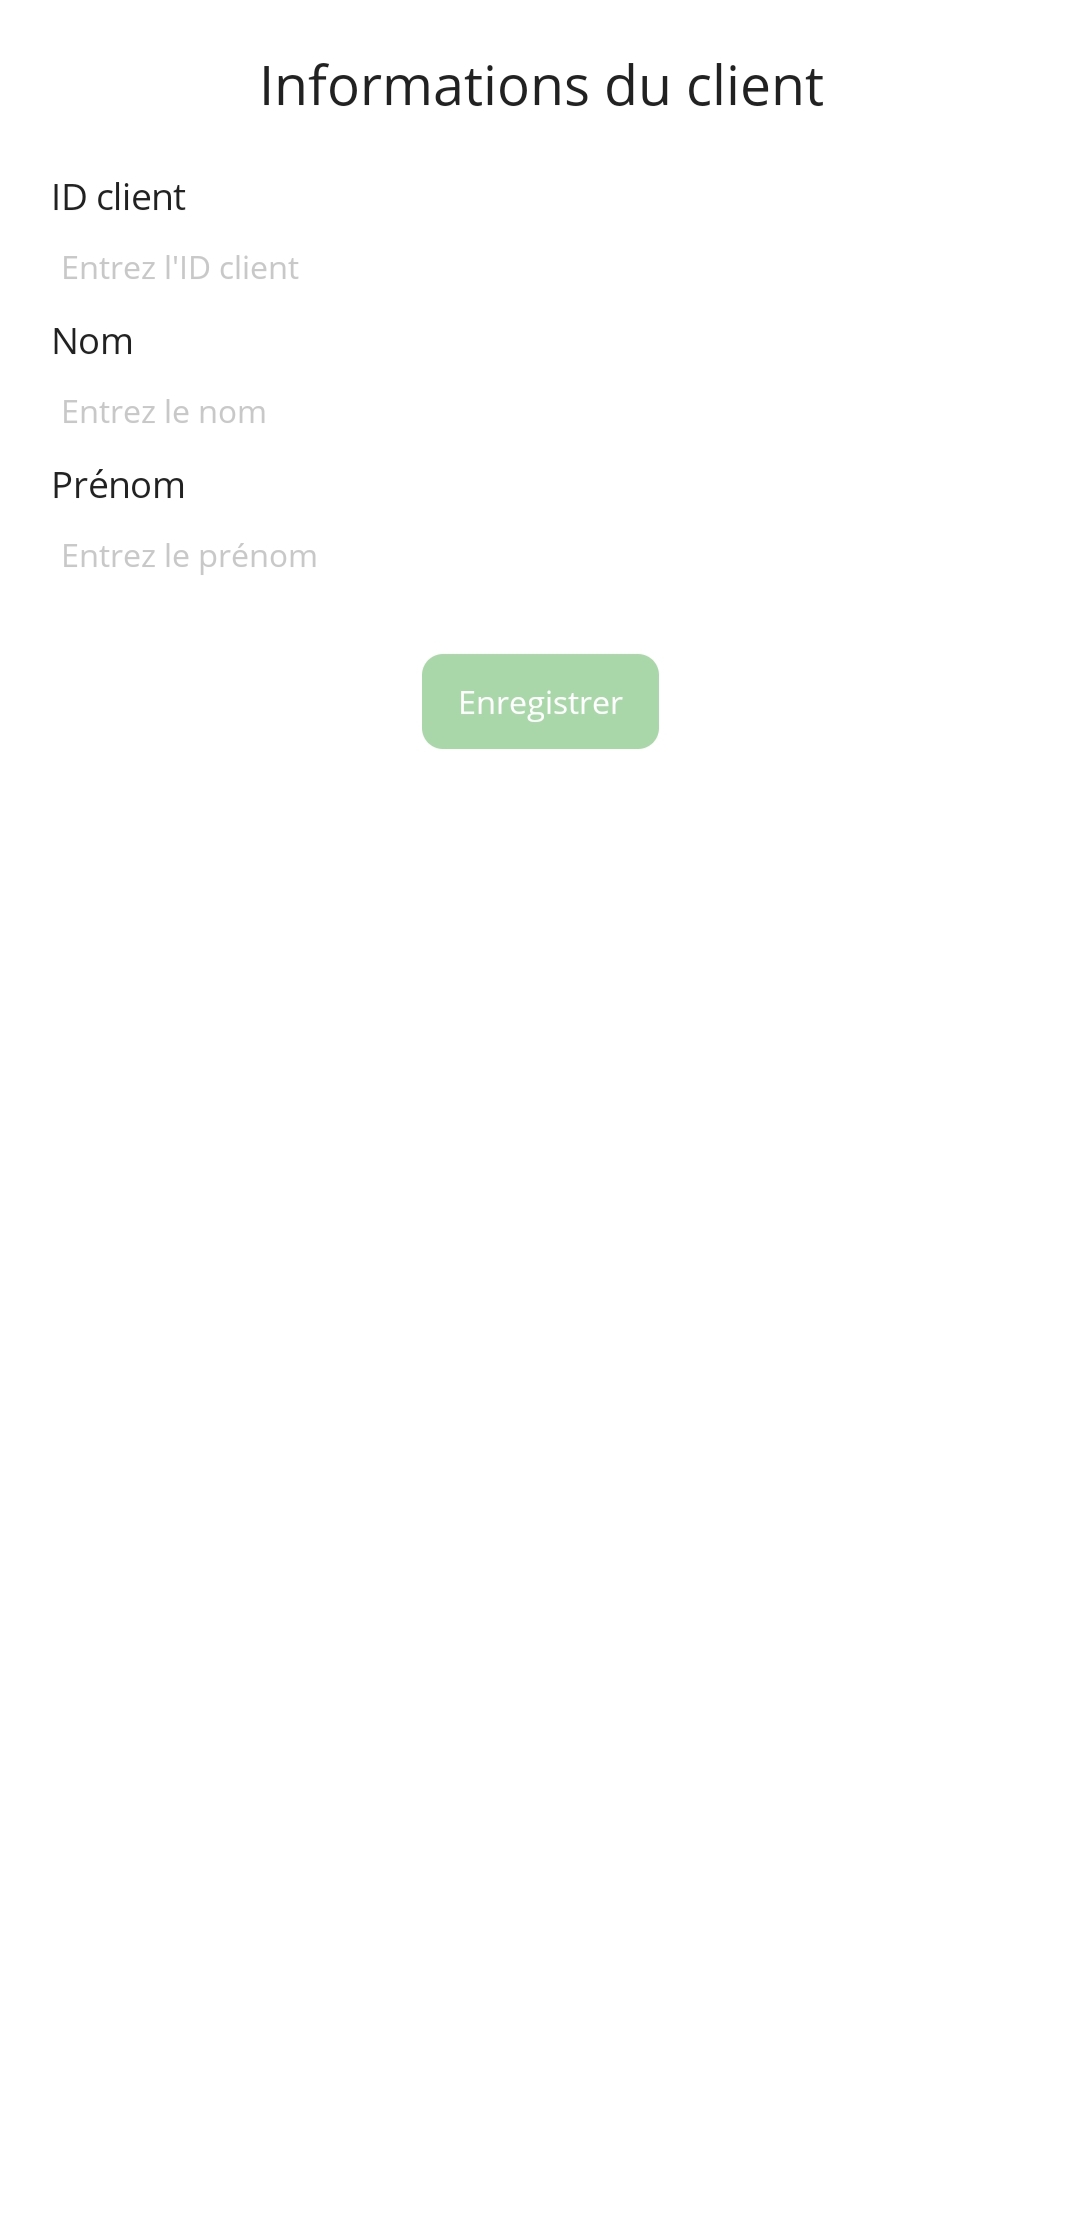 Informations du client
ID client
Entrez l'ID client
Nom
Entrez le nom
Prénom
Entrez le prénom
Enregistrer